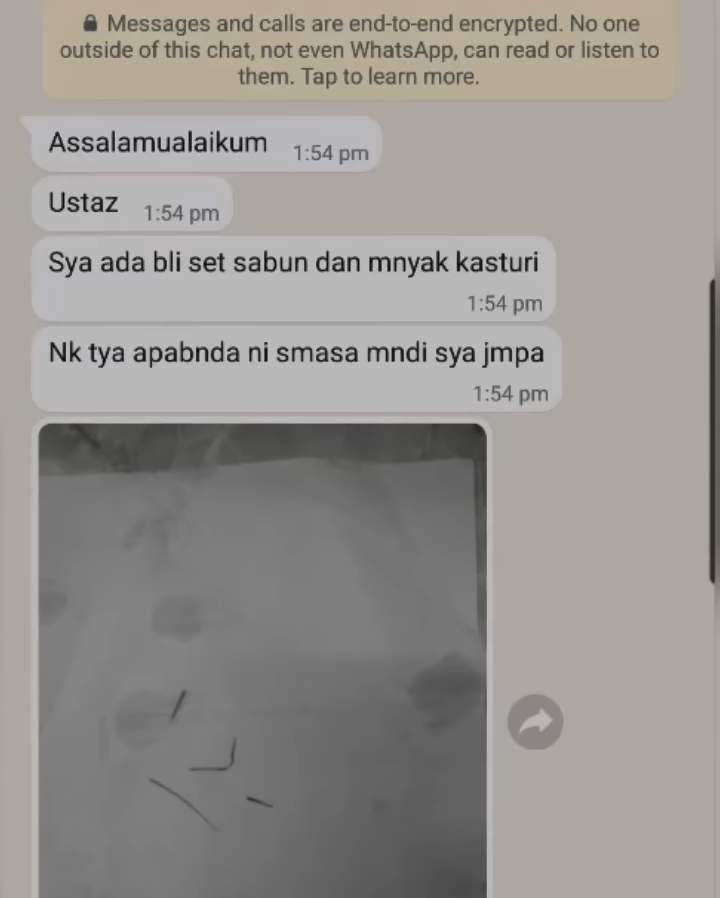 Messages and calls are end-to-end encrypted. No one
outside of this chat, not even WhatsApp, can read or listen to
them. Tap to learn more.
Assalamualaikum 1:54 pm
Ustaz 1:54 pm
Sya ada bli set sabun dan mnyak kasturi
1:54 pm
Nk tya apabnda ni smasa mndi sya jmpa
1:54 pm